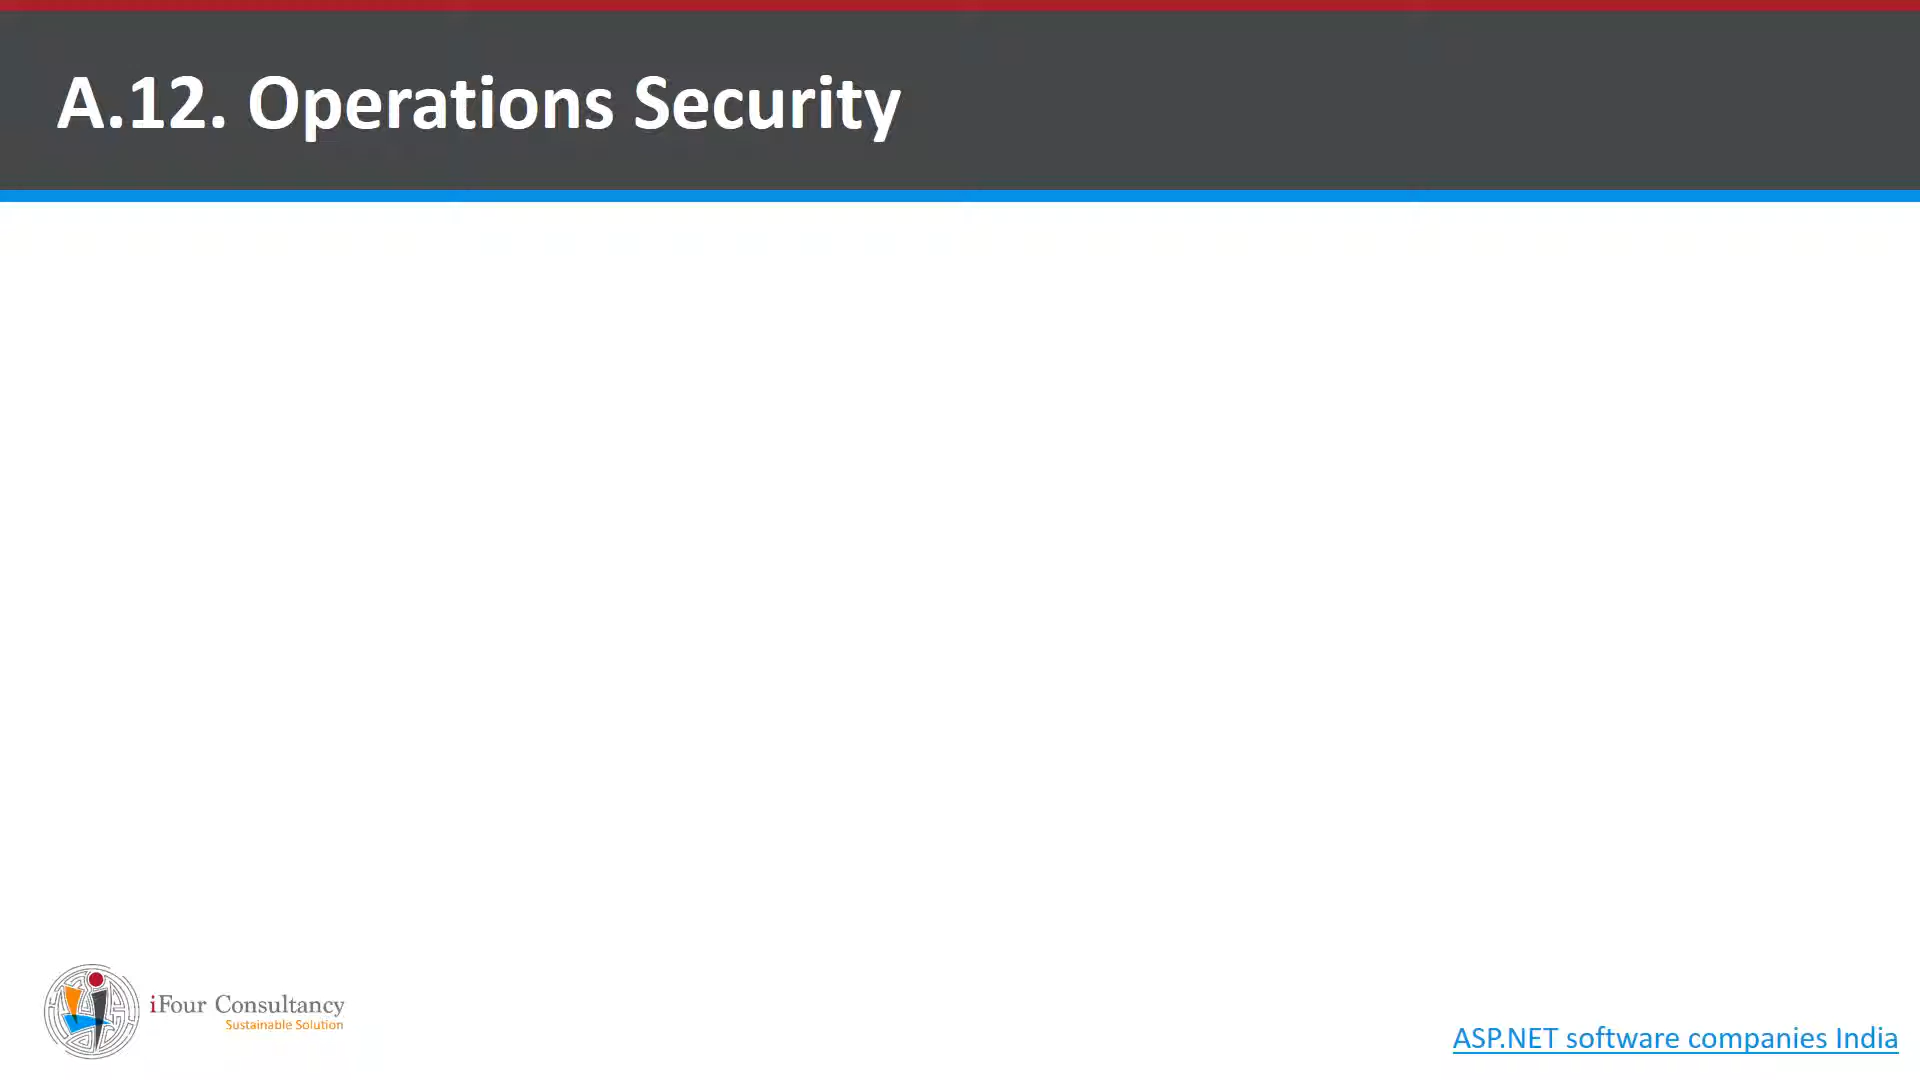 A.12. Operations Security
iFour Consultancy
Sustainable Solution
ASP.NET software companies India